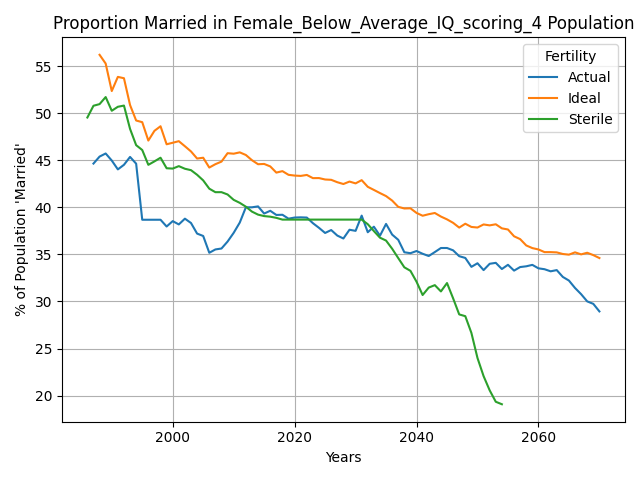 Proportion Married in Female_Below_Average_IQ_scoring_4 Population
Fertility
Actual
Ideal
Sterile
% of Population 'Married'
55
50
45
40
35
30
25
20
2000
2020
2040
2060
Years